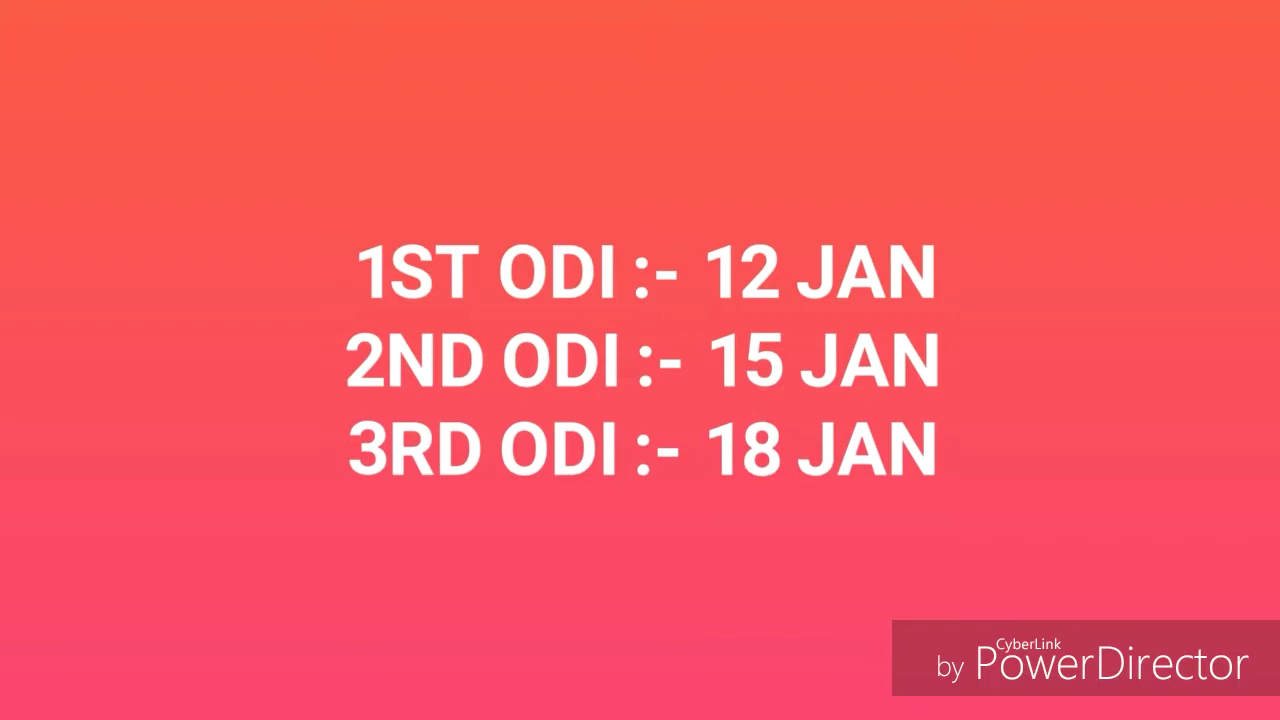 1ST ODI :- 12 JAN
2ND ODI :- 15 JAN
3RD ODI :- 18 JAN
CyberLink
by PowerDirector